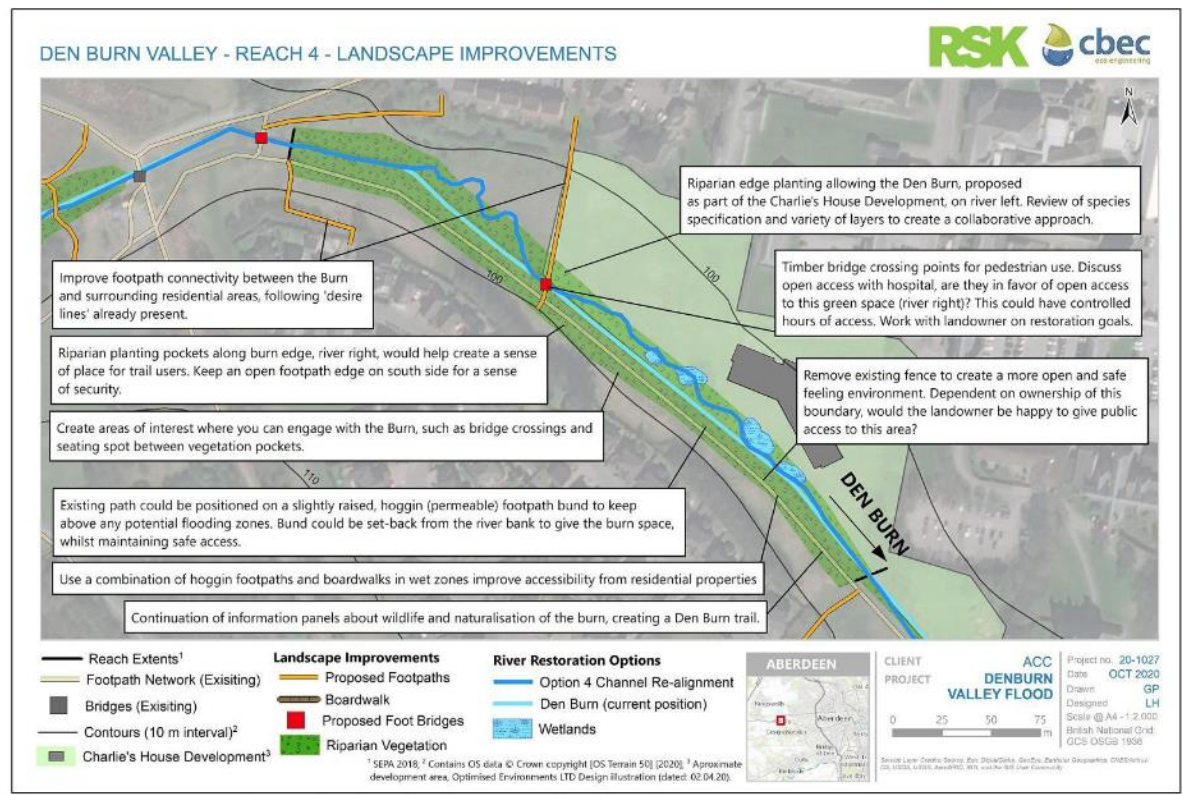 DEN BURN VALLEY - REACH 4 - LANDSCAPE IMPROVEMENTS
RSK
cbec
eco engineering
N
Riparian edge planting allowing the Den Burn, proposed
as part of the Charlie's House Development, on river left. Review of species
specification and variety of layers to create a collaborative approach.
Timber bridge crossing points for pedestrian use. Discuss
open access with hospital, are they in favor of open access
to this green space (river right)? This could have controlled
hours of access. Work with landowner on restoration goals.
Improve footpath connectivity between the Burn
and surrounding residential areas, following 'desire
lines' already present.
100
100
Riparian planting pockets along burn edge, river right, would help create a sense
of place for trail users. Keep an open footpath edge on south side for a sense
of security.
Remove existing fence to create a more open and safe
feeling environment. Dependent on ownership of this
boundary, would the landowner be happy to give public
access to this area?
Create areas of interest where you can engage with the Burn, such as bridge crossings and
seating spot between vegetation pockets.
110
DEN BURN
Existing path could be positioned on a slightly raised, hoggin (permeable) footpath bund to keep
above any potential flooding zones. Bund could be set-back from the river bank to give the burn space,
whilst maintaining safe access.
Use a combination of hoggin footpaths and boardwalks in wet zones improve accessibility from residential properties
Continuation of information panels about wildlife and naturalisation of the burn, creating a Den Burn trail.
Reach Extents¹
Footpath Network (Exisiting)
Bridges (Exisiting)
Contours (10 m interval)²
Charlie's House Development³
Landscape Improvements
Proposed Footpaths
Boardwalk
Proposed Foot Bridges
Riparian Vegetation
River Restoration Options
Option 4 Channel Re-alignment
Den Burn (current position)
Wetlands
¹ SEPA 2018; ² Contains OS data © Crown copyright [OS Terrain 50] [2020]; ³ Aproximate
development area, Optimised Environments LTD Design illustration (dated: 02.04.20).
ABERDEEN
Aberdeen
CLIENT ACC
PROJECT DENBURN
VALLEY FLOOD
0 25 50 75
m
Project no. 20-1027
Date OCT 2020
Drawn GP
Designed LH
Scale @ A4 - 1:2,000
British National Grid:
GCS OSGB 1936